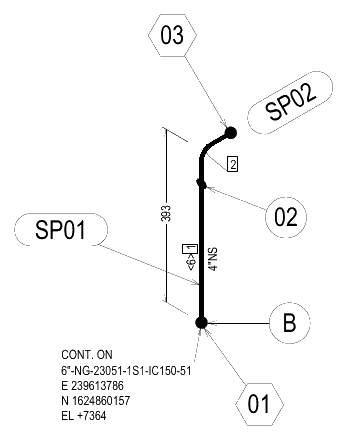 03
SP02
2
393
02
SP01
<6>
1
4"NS
B
CONT. ON
6"-NG-23051-1S1-IC150-51
E 239613786
N 1624860157
EL +7364
01